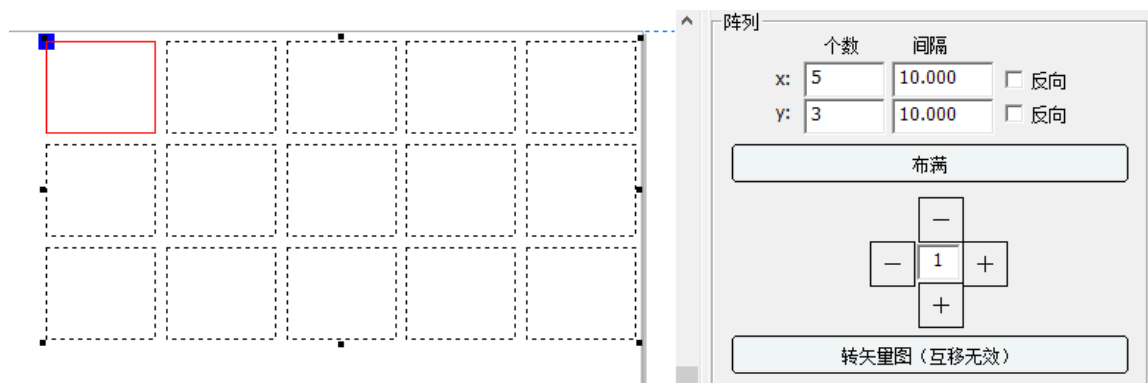 阵列
个数 间隔
x: 5 10.000 反向
y: 3 10.000 反向
布满
−
− 1 +
+
转矢量图（互移无效）